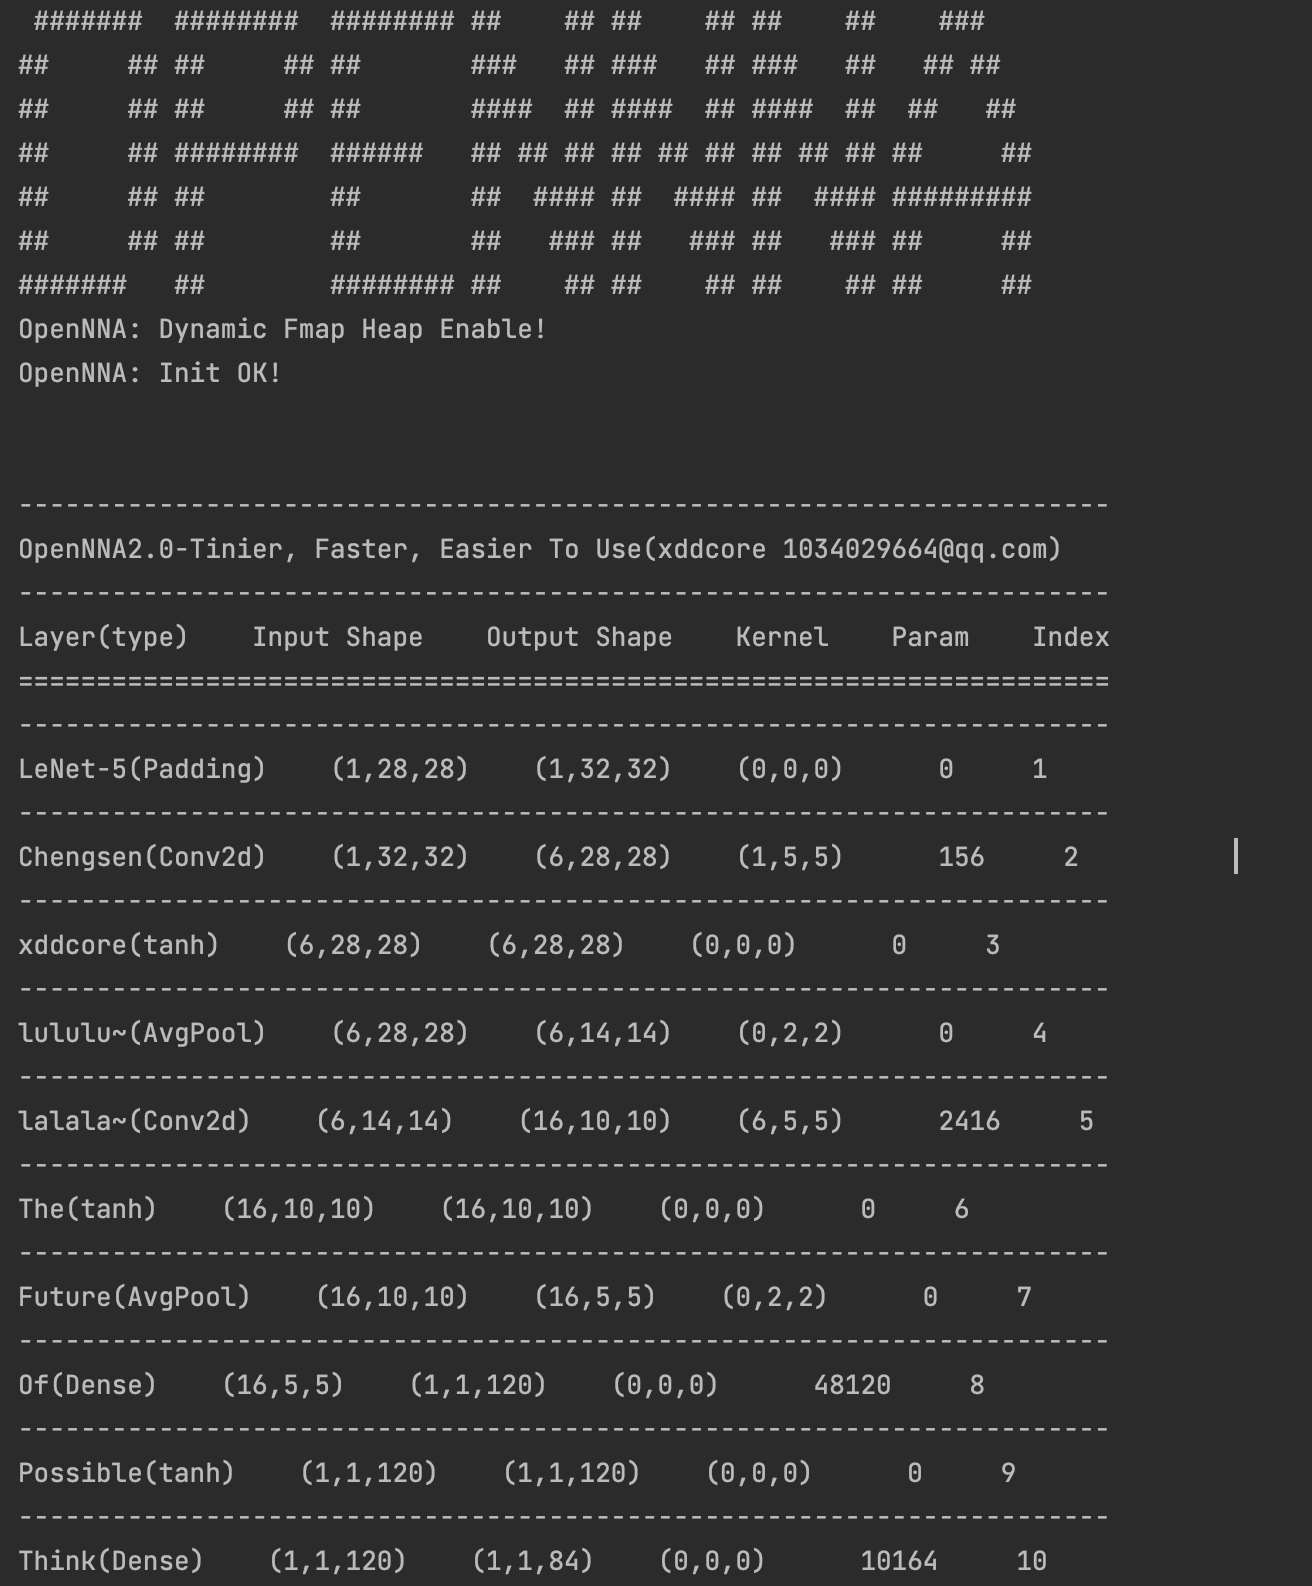 #######  ########  ######## ##    ## ##    ## ##    ##    ###
##     ## ##     ## ##       ###   ## ###   ## ###   ##   ## ##
##     ## ##     ## ##       ####  ## ####  ## ####  ##  ##   ##
##     ## ########  ######   ## ## ## ## ## ## ## ## ## ##     ##
##     ## ##        ##       ##  #### ##  #### ##  #### #########
##     ## ##        ##       ##   ### ##   ### ##   ### ##     ##
#######   ##        ######## ##    ## ##    ## ##    ## ##     ##
OpenNNA: Dynamic Fmap Heap Enable!
OpenNNA: Init OK!
----------------------------------------------------------------------
OpenNNA2.0-Tinier, Faster, Easier To Use(xddcore 1034029664@qq.com)
----------------------------------------------------------------------
Layer(type)    Input Shape    Output Shape    Kernel    Param    Index
======================================================================
----------------------------------------------------------------------
LeNet-5(Padding)    (1,28,28)    (1,32,32)    (0,0,0)      0     1
----------------------------------------------------------------------
Chengsen(Conv2d)    (1,32,32)    (6,28,28)    (1,5,5)      156     2
----------------------------------------------------------------------
xddcore(tanh)    (6,28,28)    (6,28,28)    (0,0,0)      0     3
----------------------------------------------------------------------
lululu~(AvgPool)    (6,28,28)    (6,14,14)    (0,2,2)      0     4
----------------------------------------------------------------------
lalala~(Conv2d)    (6,14,14)    (16,10,10)    (6,5,5)      2416     5
----------------------------------------------------------------------
The(tanh)    (16,10,10)    (16,10,10)    (0,0,0)      0     6
----------------------------------------------------------------------
Future(AvgPool)    (16,10,10)    (16,5,5)    (0,2,2)      0     7
----------------------------------------------------------------------
Of(Dense)    (16,5,5)    (1,1,120)    (0,0,0)      48120     8
----------------------------------------------------------------------
Possible(tanh)    (1,1,120)    (1,1,120)    (0,0,0)      0     9
----------------------------------------------------------------------
Think(Dense)    (1,1,120)    (1,1,84)    (0,0,0)      10164     10